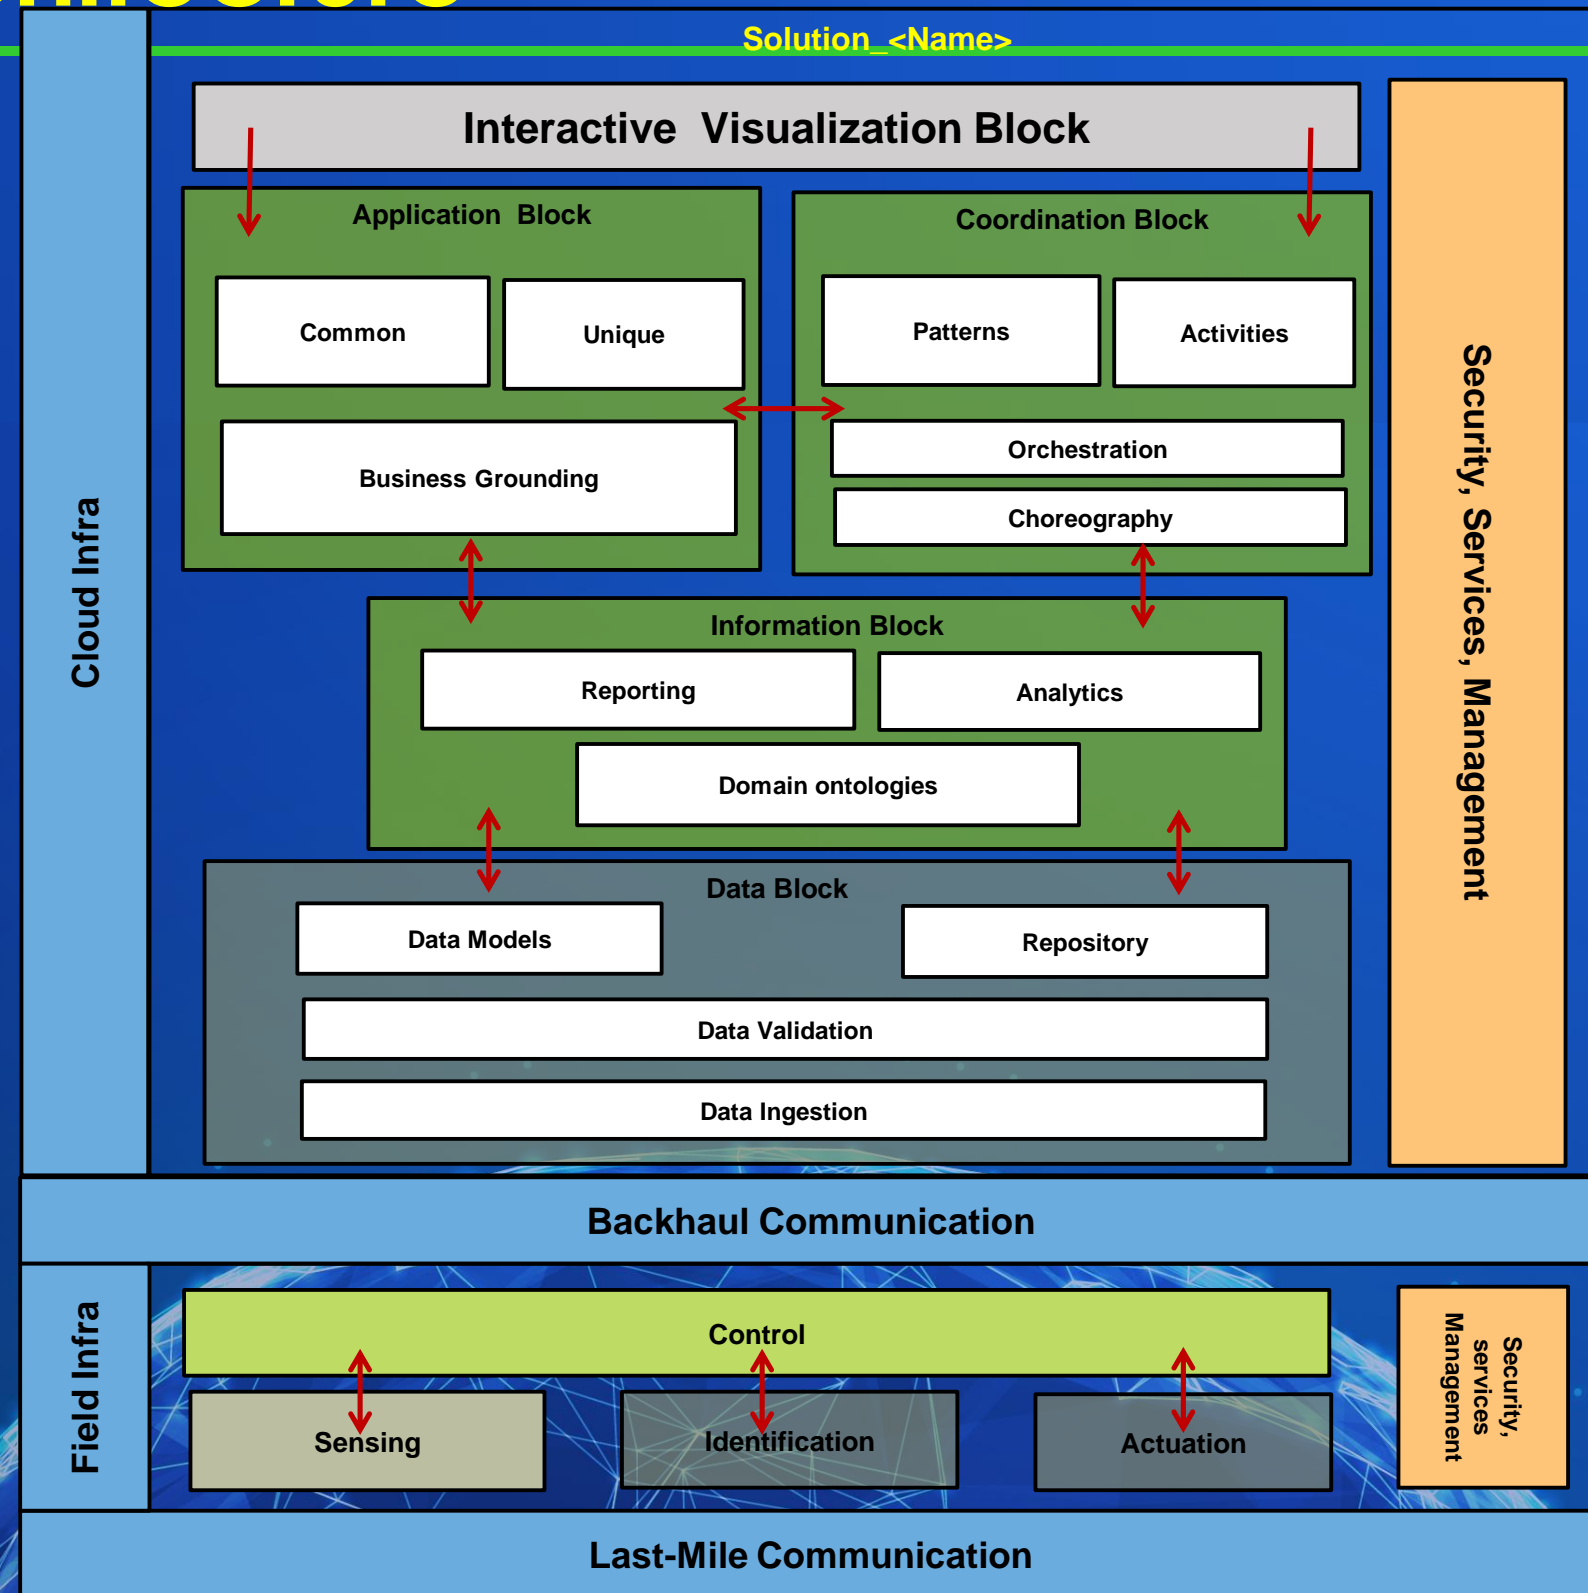 Solution_<Name>
Interactive Visualization Block
Application Block
Coordination Block
Common
Unique
Patterns
Activities
Business Grounding
Orchestration
Choreography
Cloud Infra
Security, Services, Management
Information Block
Reporting
Analytics
Domain ontologies
Data Block
Data Models
Repository
Data Validation
Data Ingestion
Backhaul Communication
Field Infra
Control
Security,
services
Management
Sensing
Identification
Actuation
Last-Mile Communication